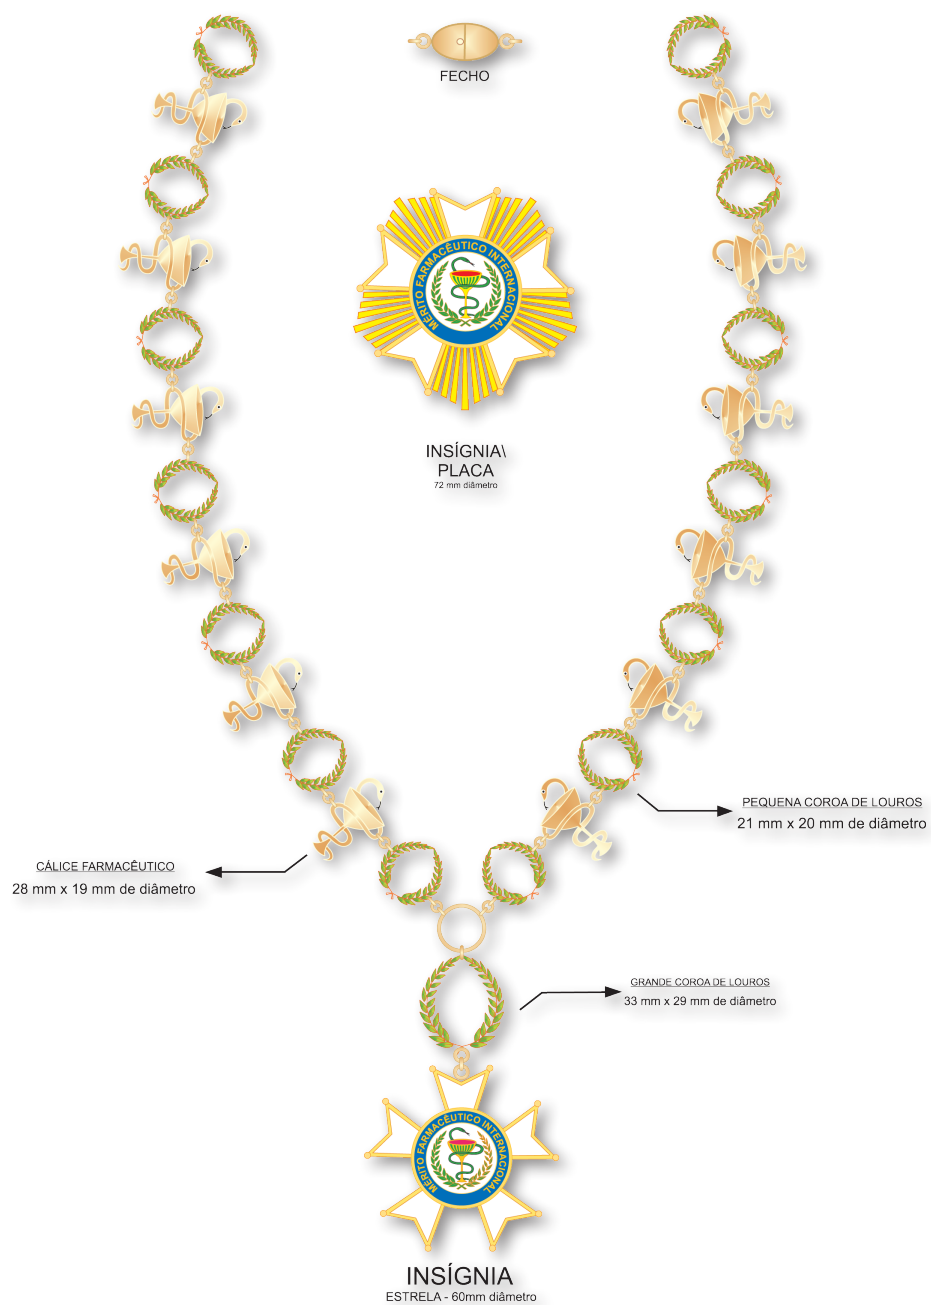 FECHO
MÉRITO FARMACÊUTICO INTERNACIONAL
INSÍGNIA\
PLACA
72 mm diâmetro
PEQUENA COROA DE LOUROS
21 mm x 20 mm de diâmetro
CÁLICE FARMACÊUTICO
28 mm x 19 mm de diâmetro
GRANDE COROA DE LOUROS
33 mm x 29 mm de diâmetro
MÉRITO FARMACÊUTICO INTERNACIONAL
INSÍGNIA
ESTRELA - 60mm diâmetro